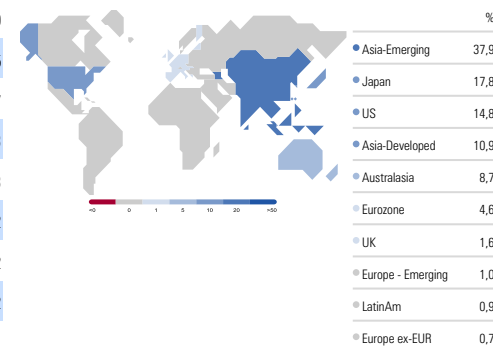 %
Asia-Emerging 37,9
Japan 17,8
US 14,8
Asia-Developed 10,9
Australasia 8,7
Eurozone 4,6
UK 1,6
Europe - Emerging 1,0
LatinAm 0,9
Europe ex-EUR 0,7
<0 0 1 5 10 20 >50